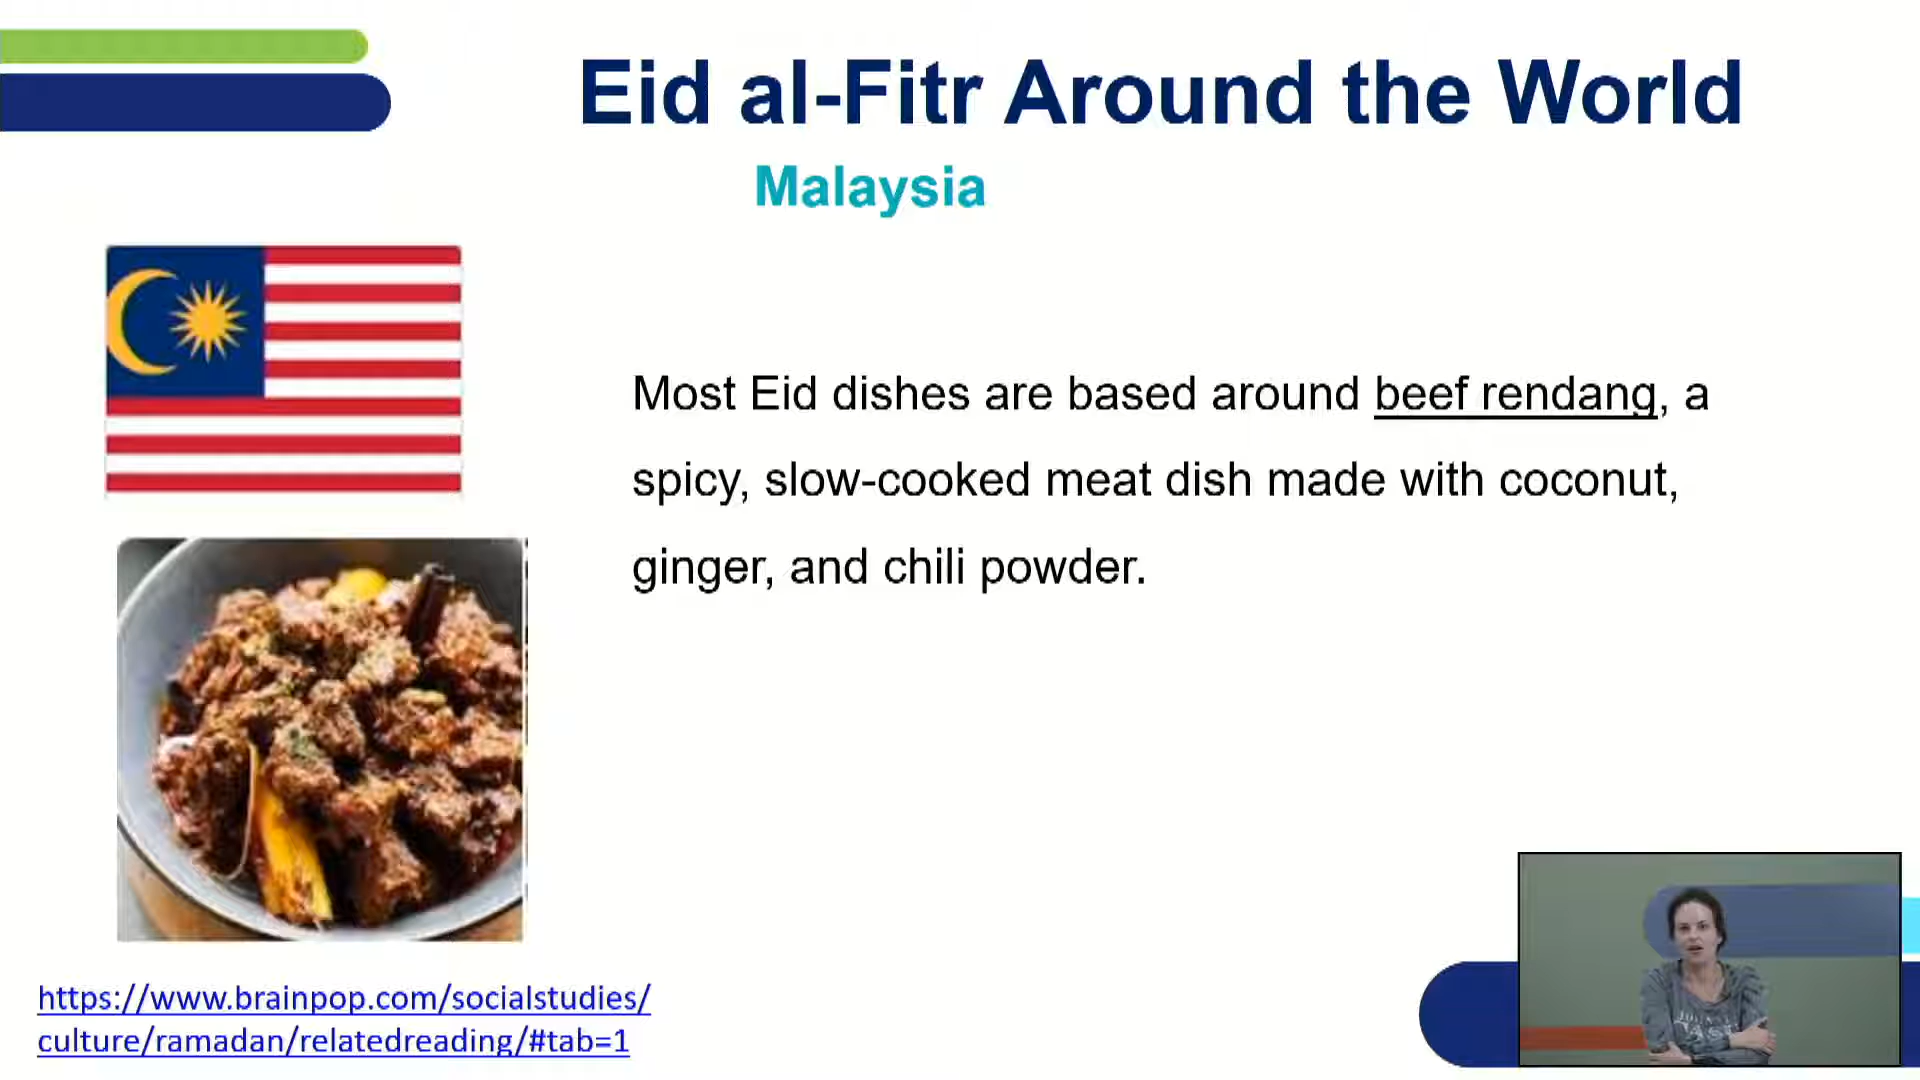 Eid al-Fitr Around the World
Malaysia
Most Eid dishes are based around beef rendang, a
spicy, slow-cooked meat dish made with coconut,
ginger, and chili powder.
https://www.brainpop.com/socialstudies/
culture/ramadan/relatedreading/#tab=1